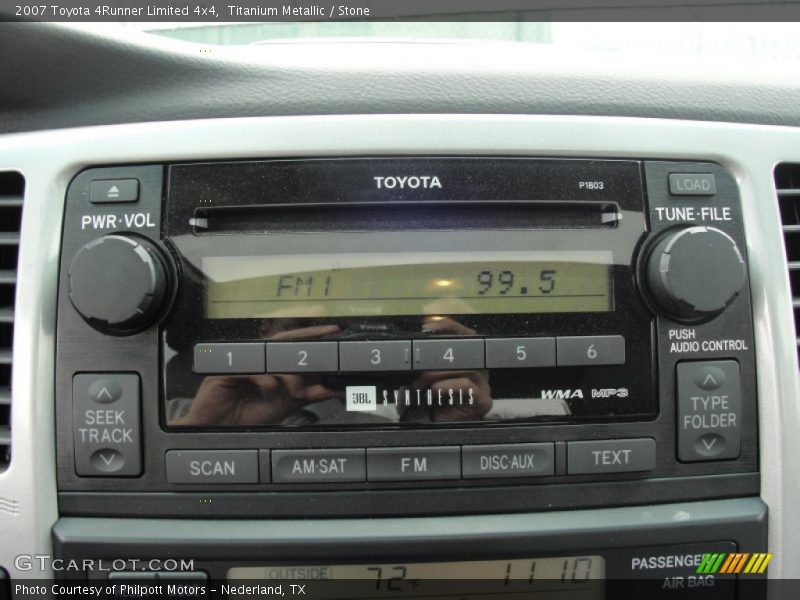 2007 Toyota 4Runner Limited 4x4, Titanium Metallic / Stone
TOYOTA
P1803
LOAD
PWR·VOL
TUNE·FILE
FM1 99.5
PUSH
AUDIO CONTROL
1 2 3 4 5 6
SEEK
TRACK
JBL SYNTHESIS
WMA MP3
TYPE
FOLDER
SCAN
AM·SAT
FM
DISC·AUX
TEXT
OUTSIDE 72°F 11:10
PASSENGER
AIR BAG
GTCARLOT.COM
Photo Courtesy of Philpott Motors – Nederland, TX